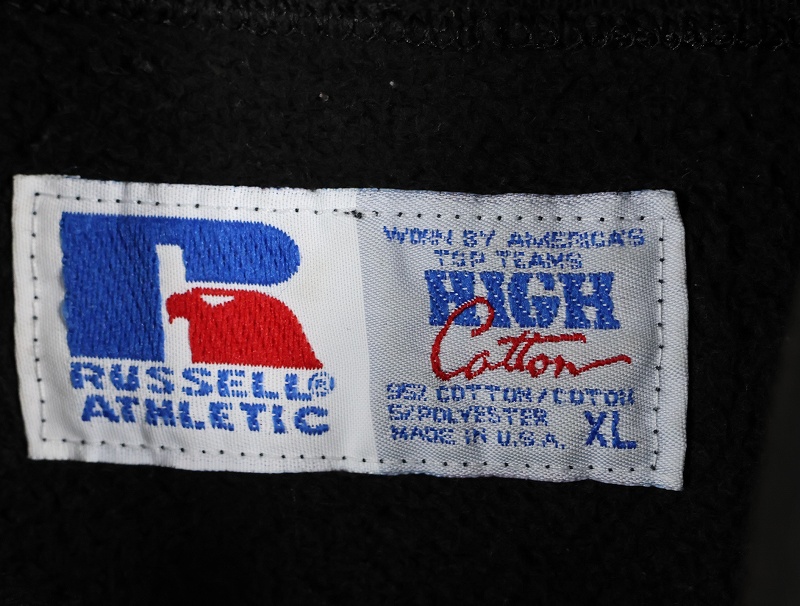 RUSSELL®
ATHLETIC
WORN BY AMERICA'S
TOP TEAMS
HIGH
Cotton
95% COTTON/COTON
5% POLYESTER
MADE IN U.S.A. XL